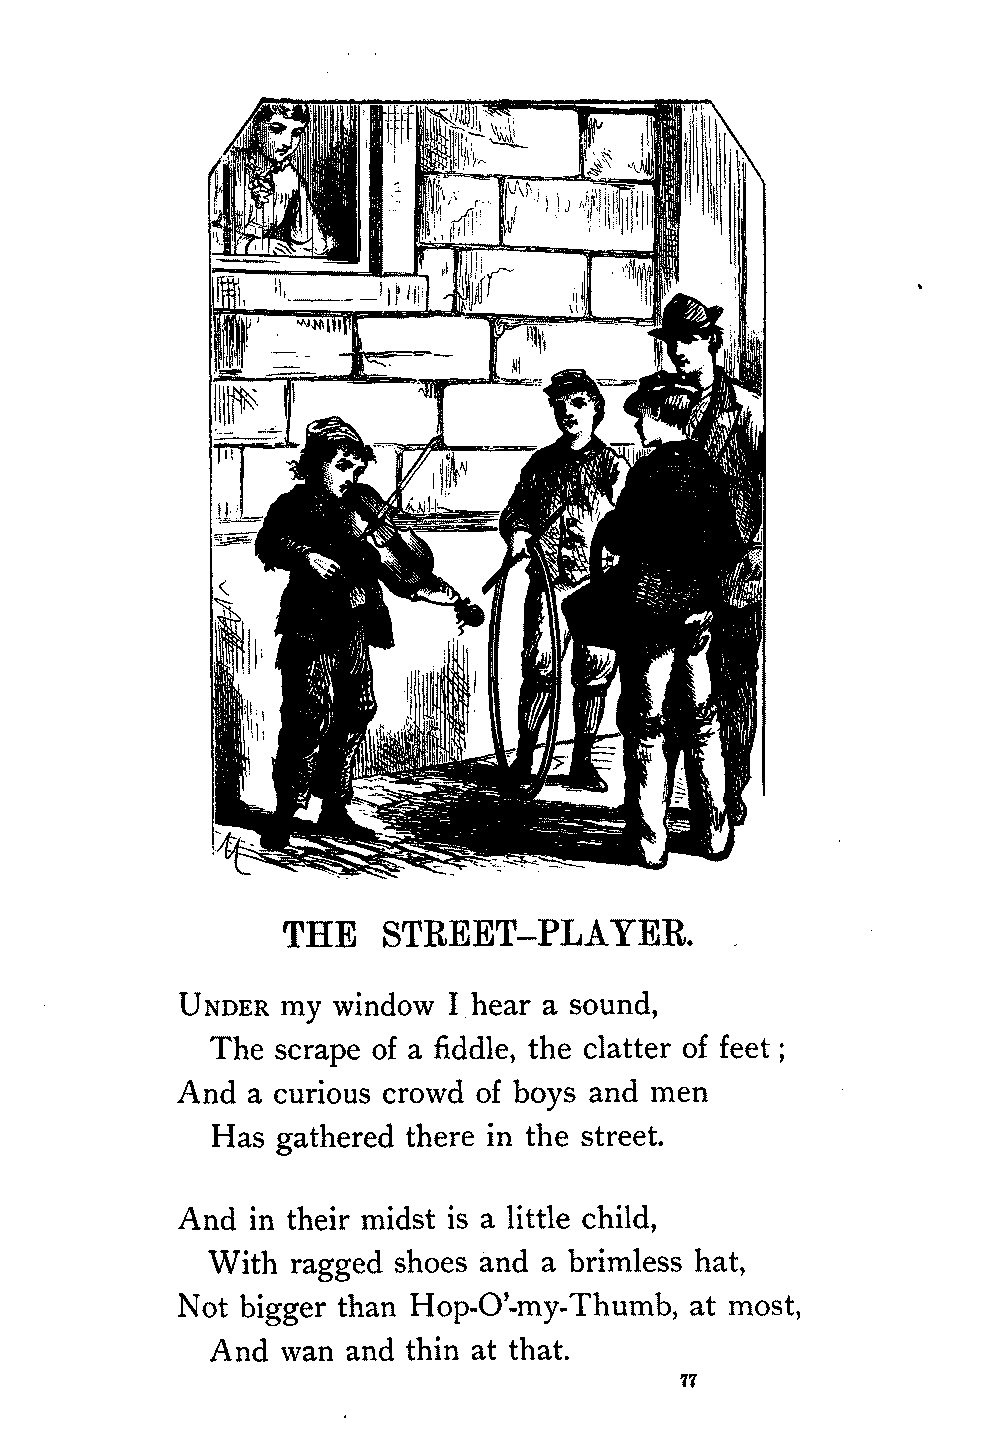 THE STREET-PLAYER.
UNDER my window I hear a sound,
The scrape of a fiddle, the clatter of feet;
And a curious crowd of boys and men
Has gathered there in the street.
And in their midst is a little child,
With ragged shoes and a brimless hat,
Not bigger than Hop-O'-my-Thumb, at most,
And wan and thin at that.
77